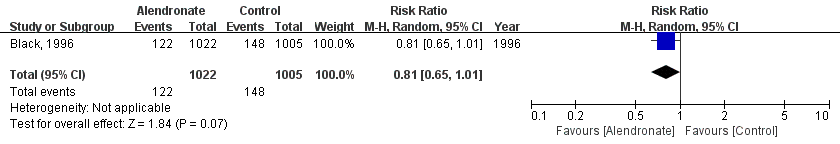 Alendronate Control Risk Ratio Risk Ratio
Study or Subgroup Events Total Events Total Weight M-H, Random, 95% CI Year M-H, Random, 95% CI
Black, 1996 122 1022 148 1005 100.0% 0.81 [0.65, 1.01] 1996
Total (95% CI) 1022 1005 100.0% 0.81 [0.65, 1.01]
Total events 122 148
Heterogeneity: Not applicable
Test for overall effect: Z = 1.84 (P = 0.07)
0.1 0.2 0.5 1 2 5 10
Favours [Alendronate] Favours [Control]